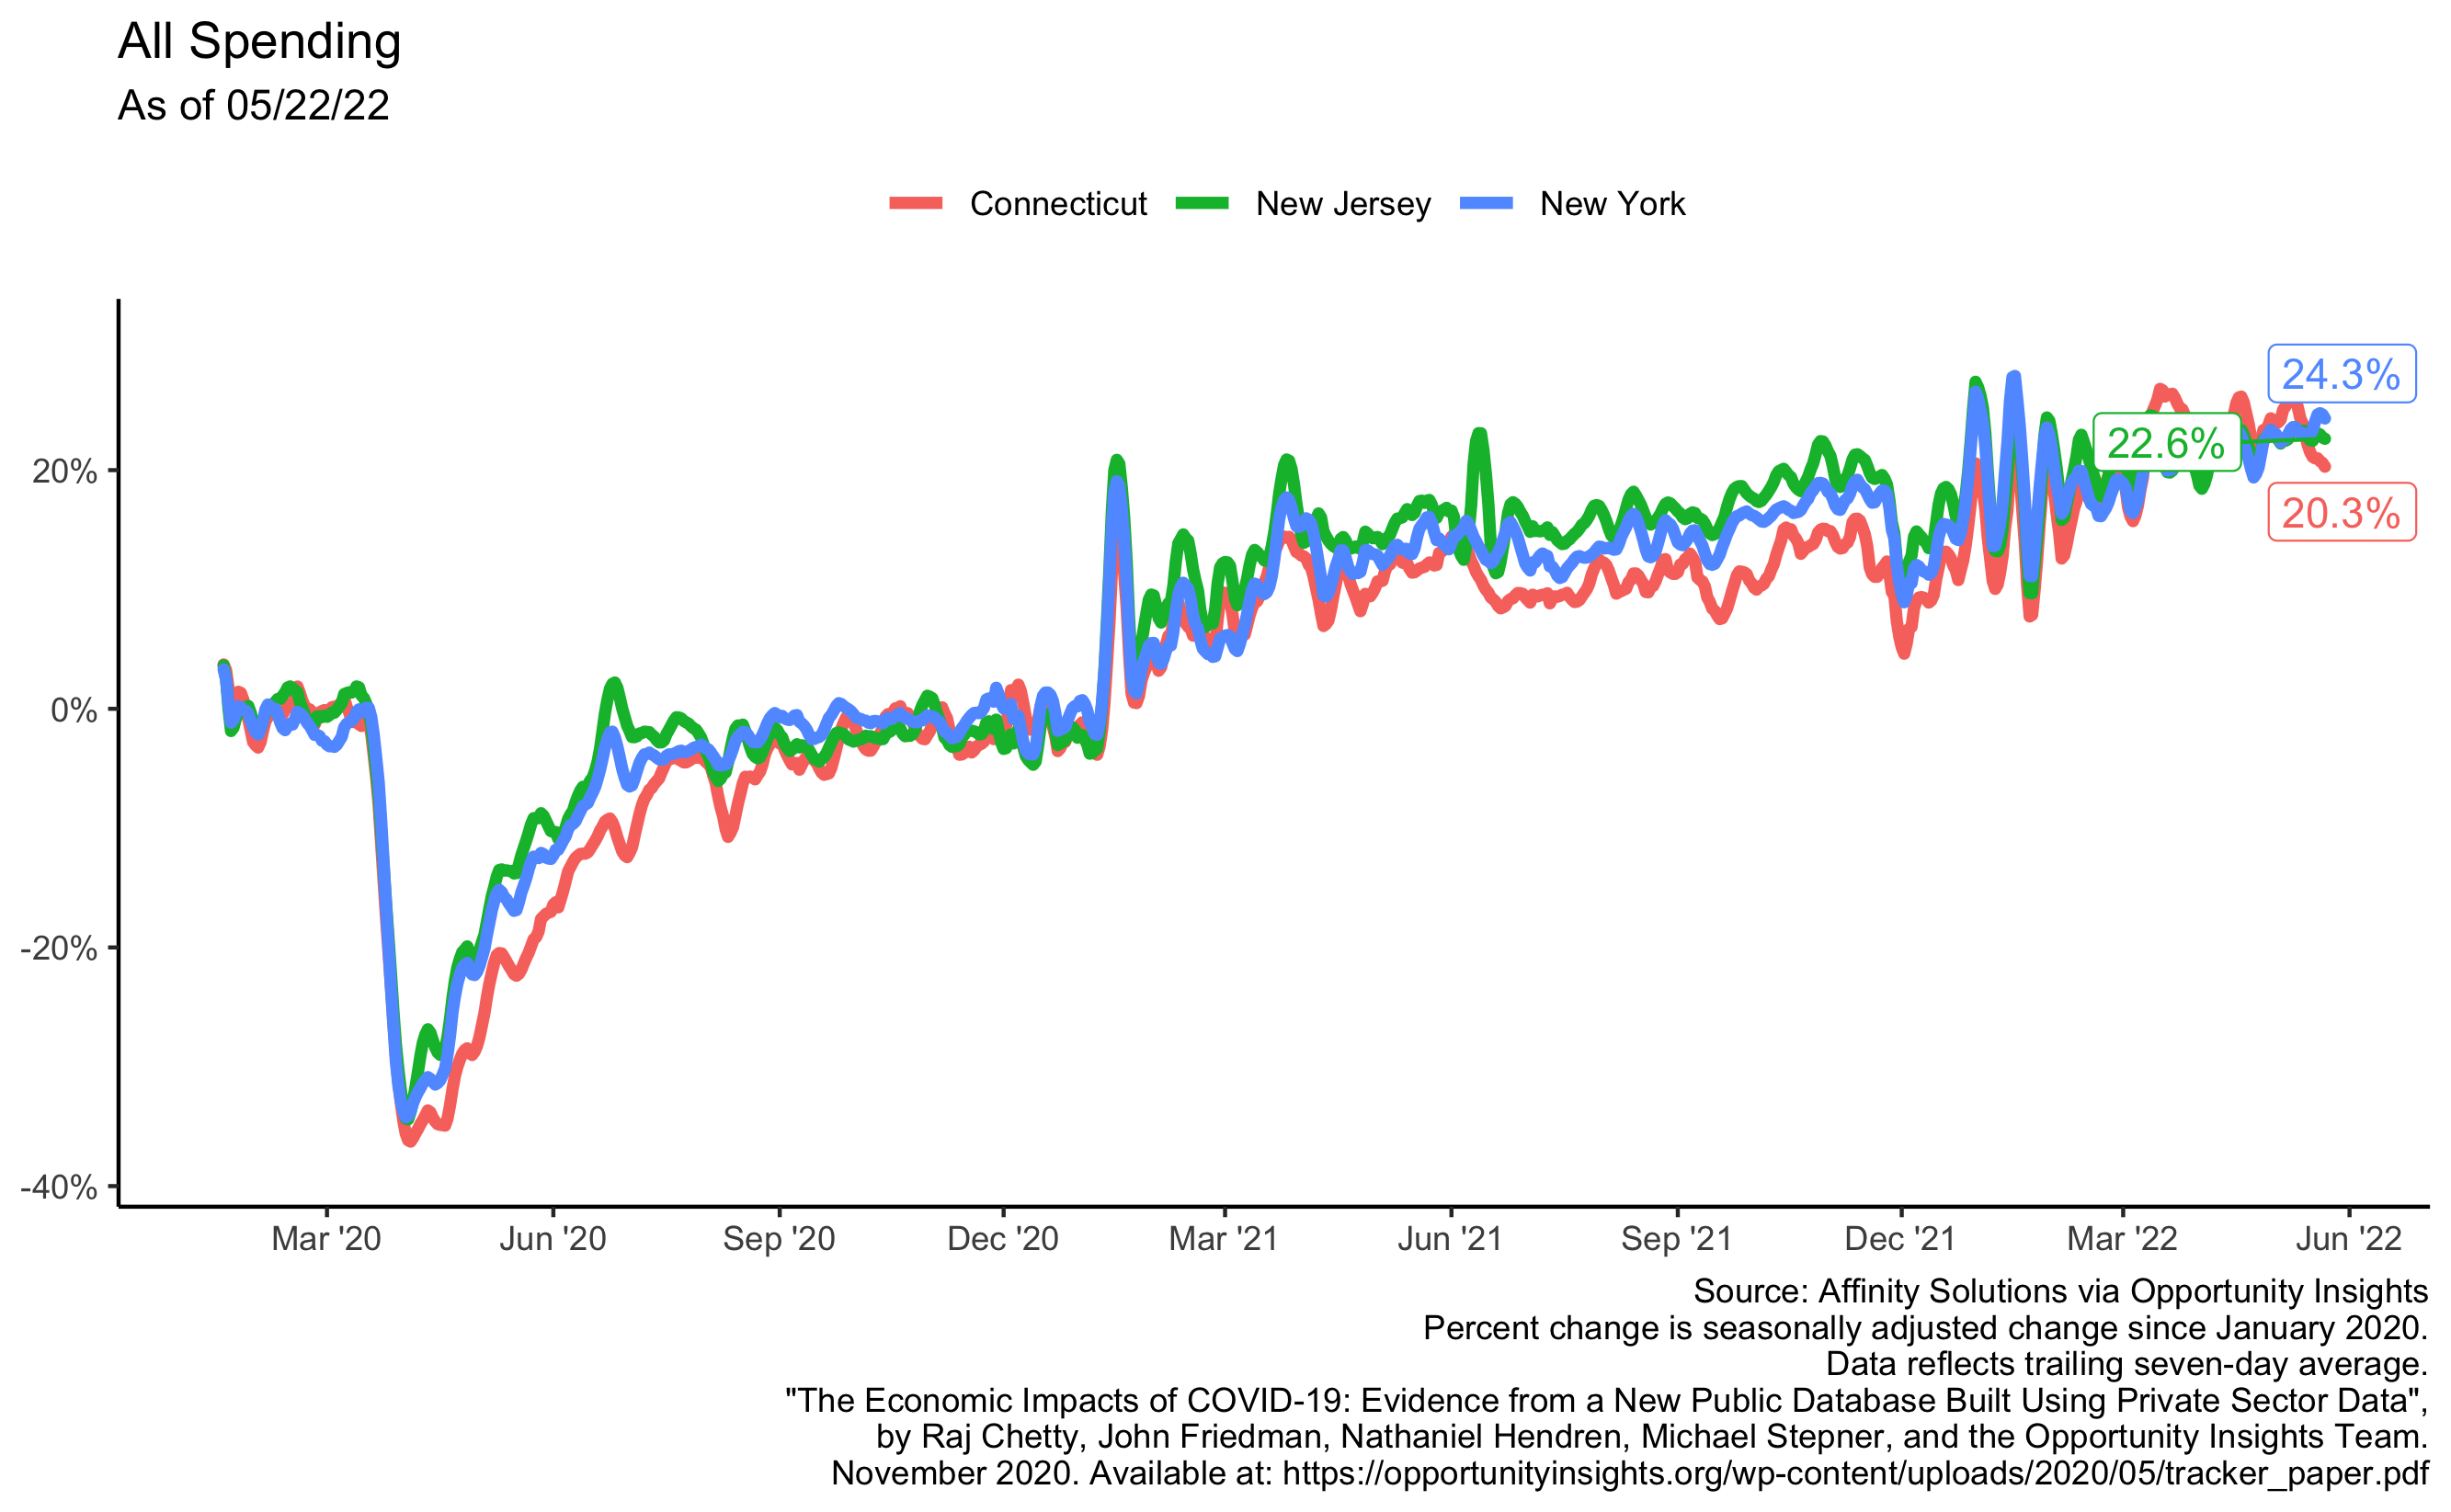 All Spending
As of 05/22/22
Connecticut New Jersey New York
24.3%
22.6%
20.3%
20%
0%
-20%
-40%
Mar '20 Jun '20 Sep '20 Dec '20 Mar '21 Jun '21 Sep '21 Dec '21 Mar '22 Jun '22
Source: Affinity Solutions via Opportunity Insights
Percent change is seasonally adjusted change since January 2020.
Data reflects trailing seven-day average.
"The Economic Impacts of COVID-19: Evidence from a New Public Database Built Using Private Sector Data",
by Raj Chetty, John Friedman, Nathaniel Hendren, Michael Stepner, and the Opportunity Insights Team.
November 2020. Available at: https://opportunityinsights.org/wp-content/uploads/2020/05/tracker_paper.pdf